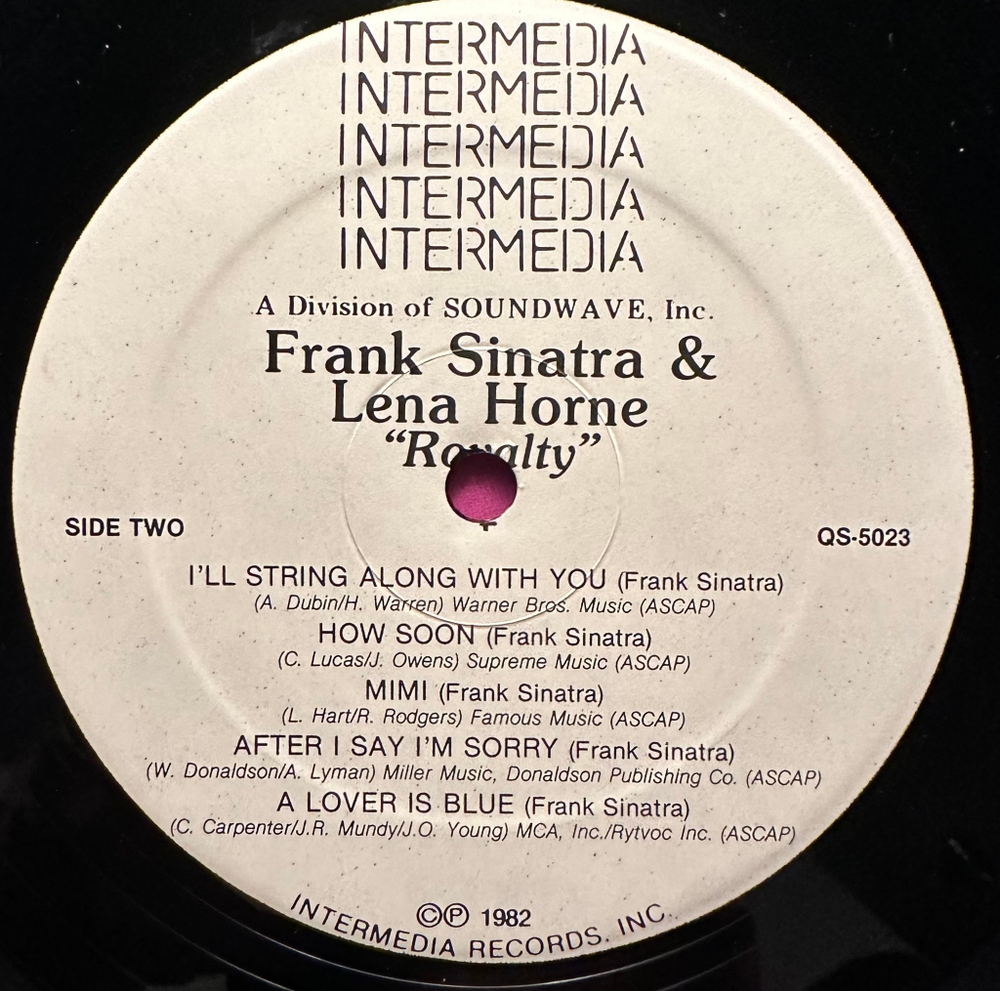 INTERMEDIA
INTERMEDIA
INTERMEDIA
INTERMEDIA
INTERMEDIA
A Division of SOUNDWAVE, Inc.
Frank Sinatra &
Lena Horne
“Royalty”
SIDE TWO
QS-5023
I'LL STRING ALONG WITH YOU (Frank Sinatra)
(A. Dubin/H. Warren) Warner Bros. Music (ASCAP)
HOW SOON (Frank Sinatra)
(C. Lucas/J. Owens) Supreme Music (ASCAP)
MIMI (Frank Sinatra)
(L. Hart/R. Rodgers) Famous Music (ASCAP)
AFTER I SAY I'M SORRY (Frank Sinatra)
(W. Donaldson/A. Lyman) Miller Music, Donaldson Publishing Co. (ASCAP)
A LOVER IS BLUE (Frank Sinatra)
(C. Carpenter/J.R. Mundy/J.O. Young) MCA, Inc./Rytvoc Inc. (ASCAP)
©℗ 1982
INTERMEDIA RECORDS, INC.